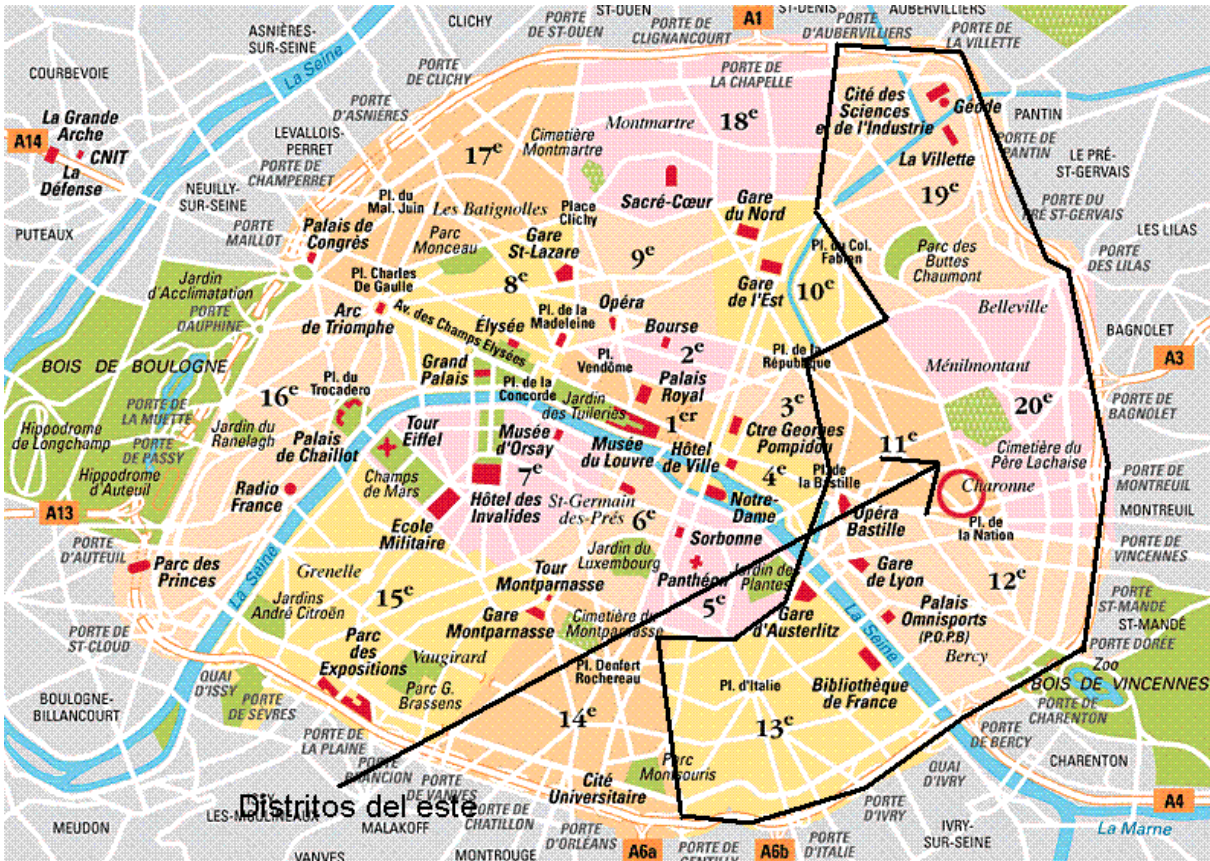 ST-OUEN
ST-DENIS
AUBERVILLIERS
CLICHY
PORTE
DE ST-OUEN
PORTE DE
CLIGNANCOURT
A1
PORTE
D'AUBERVILLIERS
PORTE DE
LA VILLETTE
ASNIÈRES-
SUR-SEINE
La Seine
COURBEVOIE
PORTE
DE CLICHY
PORTE DE
LA CHAPELLE
Cité des
Sciences
et de l'Industrie
Géode
PORTE
D'ASNIÈRES
La Grande
Arche
CNIT
La
Défense
A14
LEVALLOIS-
PERRET
PORTE DE
CHAMPERRET
17e
Cimetière
Montmartre
Montmartre
18e
PANTIN
PORTE DE
PANTIN
La Villette
LE PRÉ-
ST-GERVAIS
NEUILLY-
SUR-SEINE
PUTEAUX
Pl. du
Mal. Juin
Les Batignolles
Place
Clichy
Sacré-Cœur
Gare
du Nord
19e
PORTE DU
PRÉ ST-GERVAIS
PORTE
MAILLOT
Palais de
Congrès
Parc
Monceau
Gare
St-Lazare
9e
Pl. du Col.
Fabien
Parc des
Buttes
Chaumont
LES LILAS
PORTE
DES LILAS
Jardin
d'Acclimatation
Pl. Charles
De Gaulle
8e
Gare
de l'Est
10e
PORTE
DAUPHINE
Arc
de Triomphe
Av. des Champs Elysées
Élysée
Pl. de la
Madeleine
Opéra
Bourse
Belleville
BAGNOLET
BOIS DE BOULOGNE
Grand
Palais
Pl.
Vendôme
2e
Pl. de la
République
Ménilmontant
A3
Pl. du
Trocadero
Pl. de la
Concorde
Palais
Royal
PORTE DE
LA MUETTE
16e
Jardin
des Tuileries
1er
3e
20e
PORTE DE
BAGNOLET
Hippodrome
de Longchamp
Jardin du
Ranelagh
Palais
de Chaillot
Tour
Eiffel
Musée
d'Orsay
Musée
du Louvre
Hôtel
de Ville
Ctre Georges
Pompidou
11e
Cimetière du
Père Lachaise
PORTE
DE PASSY
Hippodrome
d'Auteuil
Champs
de Mars
7e
4e
Pl. de
la Bastille
Charonne
PORTE DE
MONTREUIL
MONTREUIL
Radio
France
Hôtel des
Invalides
St-Germain
des-Prés
6e
Notre-
Dame
Opéra
Bastille
Pl. de
la Nation
A13
PORTE
D'AUTEUIL
Ecole
Militaire
Sorbonne
PORTE DE
VINCENNES
Parc des
Princes
La Seine
Grenelle
Tour
Montparnasse
Jardin du
Luxembourg
Panthéon
Jardin des
Plantes
Gare
de Lyon
12e
Jardins
André Citroën
15e
Gare
Montparnasse
Cimetière du
Montparnasse
5e
Gare
d'Austerlitz
La Seine
Palais
Omnisports
(P.O.P.B)
PORTE
ST-MANDÉ
ST-MANDÉ
PORTE DE
ST-CLOUD
Parc
des
Expositions
Vaugirard
Bercy
PORTE DORÉE
Zoo
BOIS DE VINCENNES
QUAI
D'ISSY
Parc G.
Brassens
Pl. Denfert
Rochereau
Pl. d'Italie
Bibliothèque
de France
BOULOGNE-
BILLANCOURT
PORTE
DE SÈVRES
14e
13e
PORTE DE
CHARENTON
PORTE
DE BERCY
PORTE DE
LA PLAINE
Parc
Montsouris
CHARENTON
PORTE
BRANCION
PORTE
DE VANVES
Cité
Universitaire
QUAI
D'IVRY
Distritos del este
LES-MOULINEAUX
PORTE
DE CHATILLON
PORTE
D'IVRY
A4
MEUDON
MALAKOFF
PORTE
D'ORLÉANS
PORTE
D'ITALIE
IVRY-
SUR-SEINE
La Marne
VANVES
MONTROUGE
A6a
PORTE DE
GENTILLY
A6b